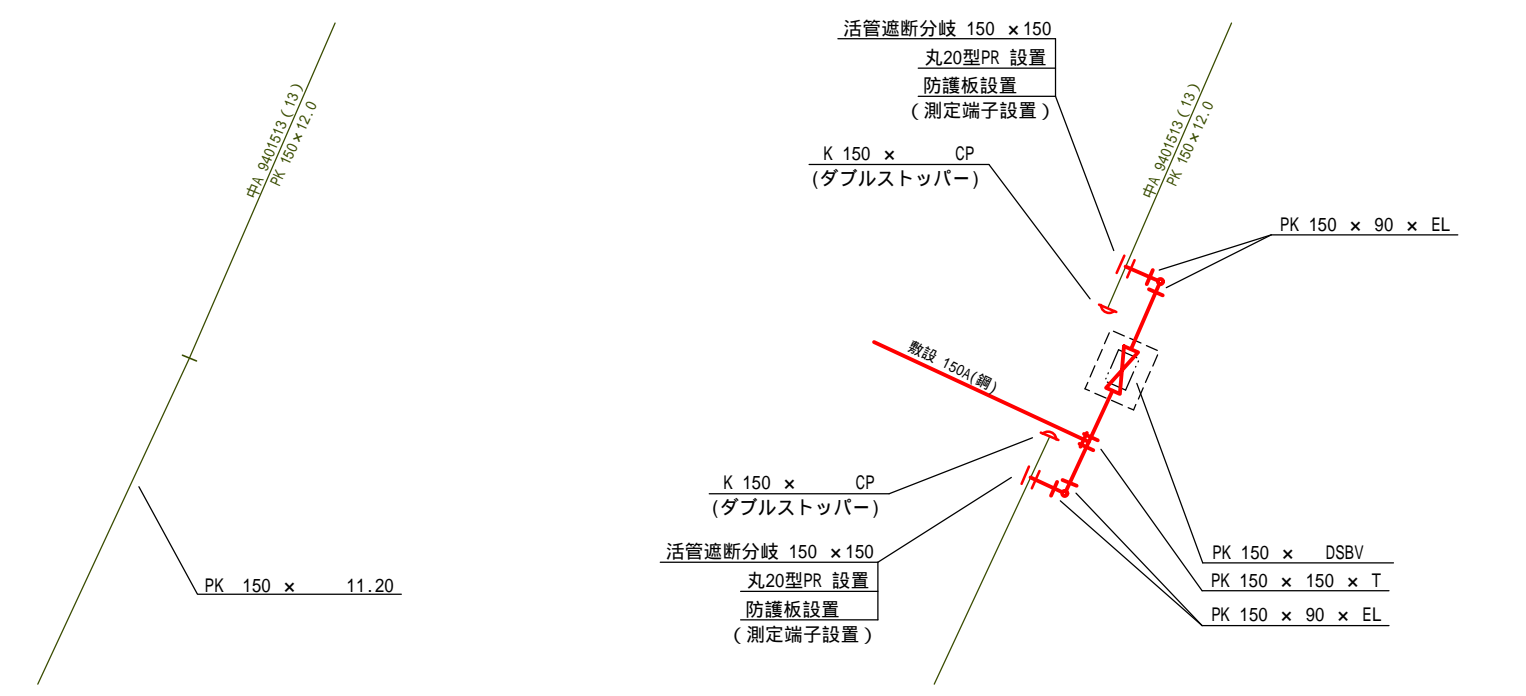 中A 9401513(13)
PK 150×12.0
PK 150 × 11.20
活管遮断分岐 150 ×150
丸20型PR 設置
防護板設置
(測定端子設置)
K 150 × CP
(ダブルストッパー)
中A 9401513(13)
PK 150×12.0
PK 150 × 90 × EL
敷設 150A(鋼)
K 150 × CP
(ダブルストッパー)
活管遮断分岐 150 ×150
丸20型PR 設置
防護板設置
(測定端子設置)
PK 150 × DSBV
PK 150 × 150 × T
PK 150 × 90 × EL